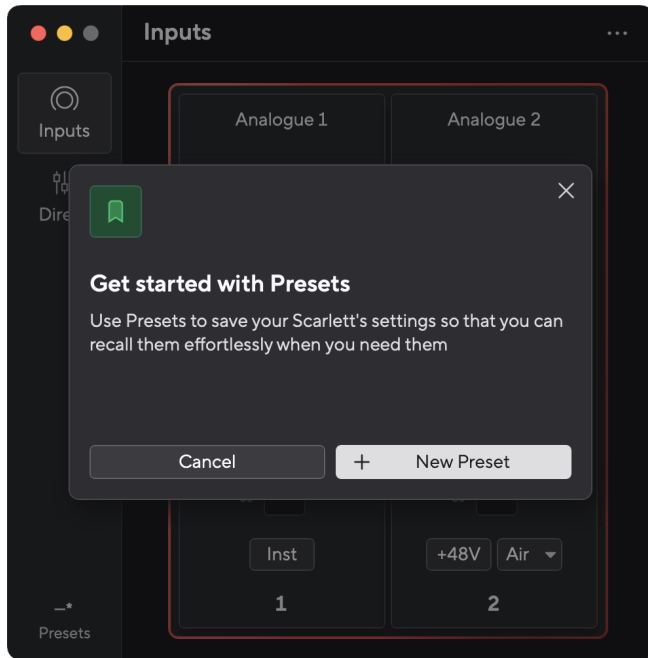 Inputs
Inputs
Analogue 1
Analogue 2
Dire
Get started with Presets
Use Presets to save your Scarlett's settings so that you can
recall them effortlessly when you need them
Cancel
+ New Preset
Inst
+48V
Air
1
2
Presets